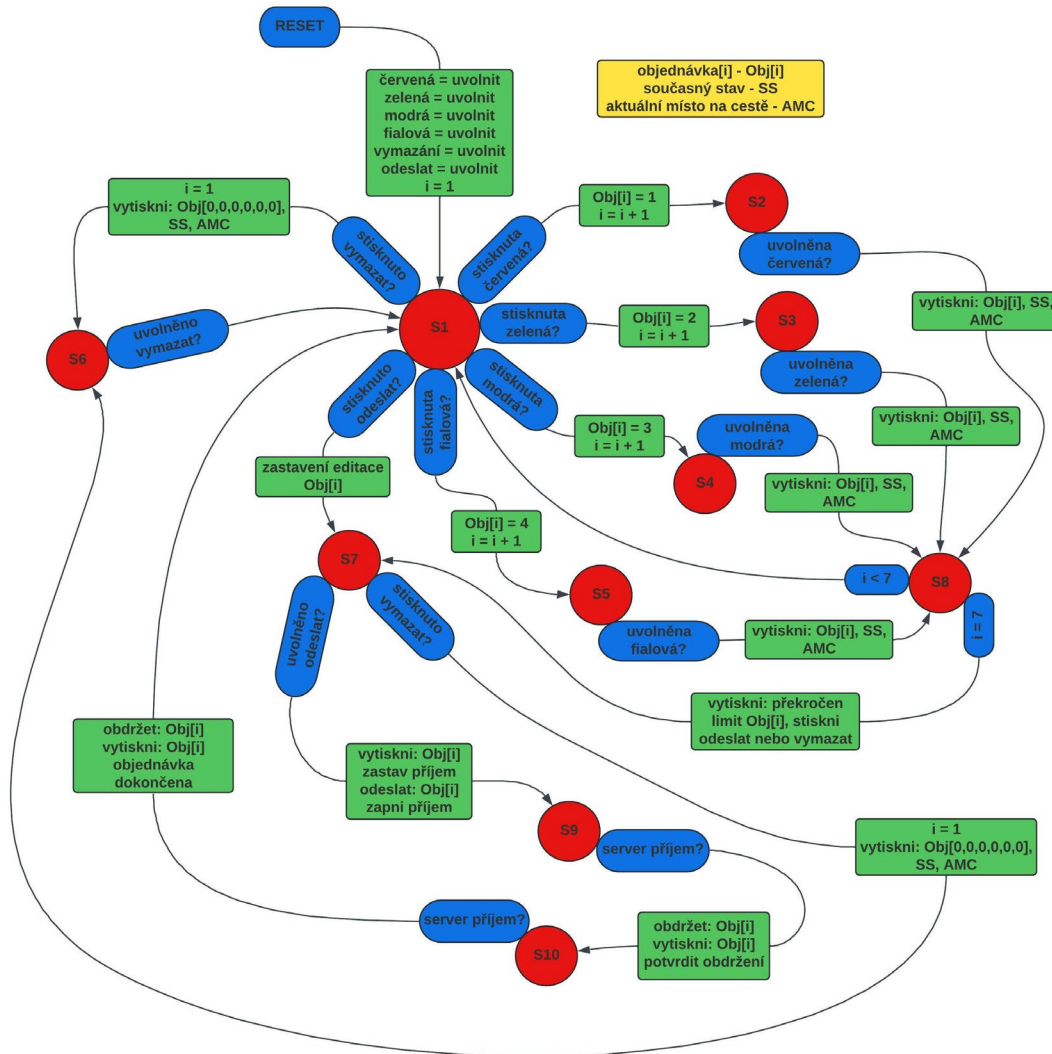 RESET
červená = uvolnit
zelená = uvolnit
modrá = uvolnit
fialová = uvolnit
vymazání = uvolnit
odeslat = uvolnit
i = 1
objednávka[i] - Obj[i]
současný stav - SS
aktuální místo na cestě - AMC
i = 1
vytiskni: Obj[0,0,0,0,0,0],
SS, AMC
stisknuto
vymazat?
stisknuta
červená?
Obj[i] = 1
i = i + 1
S2
uvolněna
červená?
vytiskni: Obj[i], SS,
AMC
S6
uvolněno
vymazat?
S1
stisknuta
zelená?
Obj[i] = 2
i = i + 1
S3
uvolněna
zelená?
vytiskni: Obj[i], SS,
AMC
stisknuto
odeslat?
stisknuta
fialová?
stisknuta
modrá?
Obj[i] = 3
i = i + 1
uvolněna
modrá?
S4
vytiskni: Obj[i], SS,
AMC
zastavení editace
Obj[i]
Obj[i] = 4
i = i + 1
S7
S5
i < 7
S8
i = 7
uvolněno
odeslat?
stisknuto
vymazat?
uvolněna
fialová?
vytiskni: Obj[i], SS,
AMC
vytiskni: překročen
limit Obj[i], stiskni
odeslat nebo vymazat
obdržet: Obj[i]
vytiskni: Obj[i]
objednávka
dokončena
vytiskni: Obj[i]
zastav příjem
odeslat: Obj[i]
zapni příjem
S9
server příjem?
i = 1
vytiskni: Obj[0,0,0,0,0,0],
SS, AMC
server příjem?
S10
obdržet: Obj[i]
vytiskni: Obj[i]
potvrdit obdržení